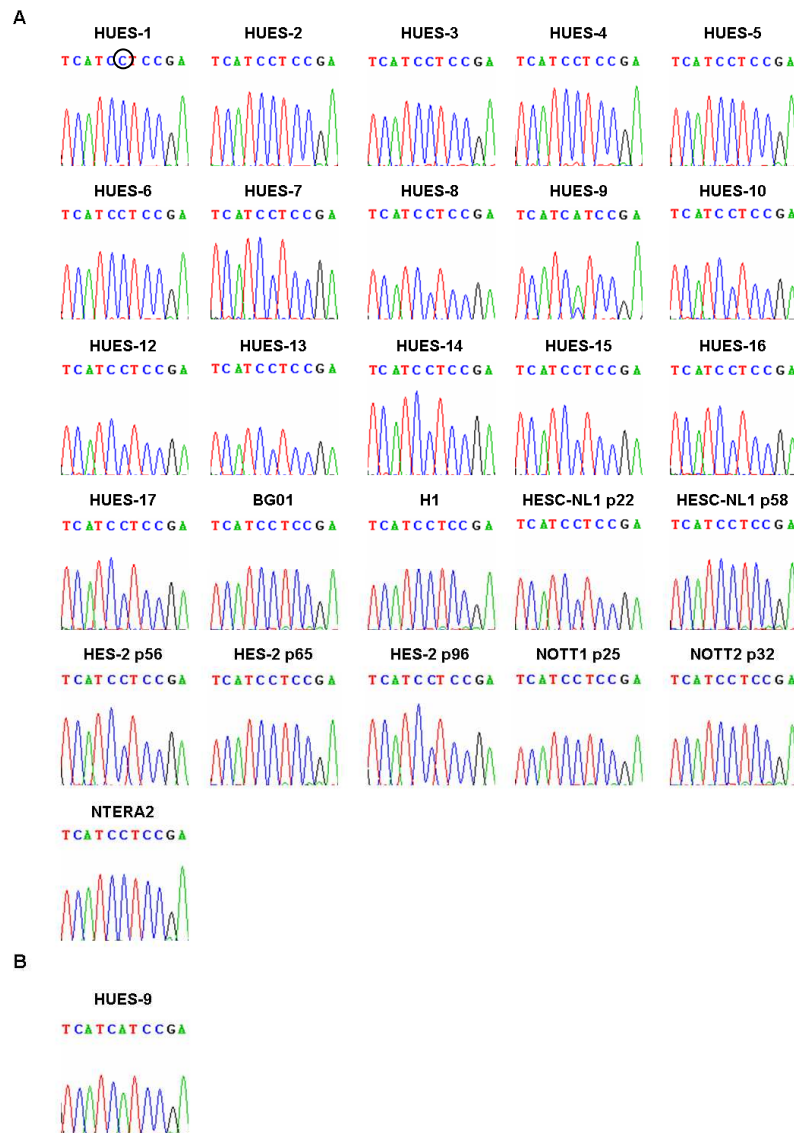 A
HUES-1 HUES-2 HUES-3 HUES-4 HUES-5
TCATCCTCCGA TCATCCTCCGA TCATCCTCCGA TCATCCTCCGA TCATCCTCCGA
HUES-6 HUES-7 HUES-8 HUES-9 HUES-10
TCATCCTCCGA TCATCCTCCGA TCATCCTCCGA TCATCATCCGA TCATCCTCCGA
HUES-12 HUES-13 HUES-14 HUES-15 HUES-16
TCATCCTCCGA TCATCCTCCGA TCATCCTCCGA TCATCCTCCGA TCATCCTCCGA
HUES-17 BG01 H1 HESC-NL1 p22 HESC-NL1 p58
TCATCCTCCGA TCATCCTCCGA TCATCCTCCGA TCATCCTCCGA TCATCCTCCGA
HES-2 p56 HES-2 p65 HES-2 p96 NOTT1 p25 NOTT2 p32
TCATCCTCCGA TCATCCTCCGA TCATCCTCCGA TCATCCTCCGA TCATCCTCCGA
NTERA2
TCATCCTCCGA
B
HUES-9
TCATCATCCGA